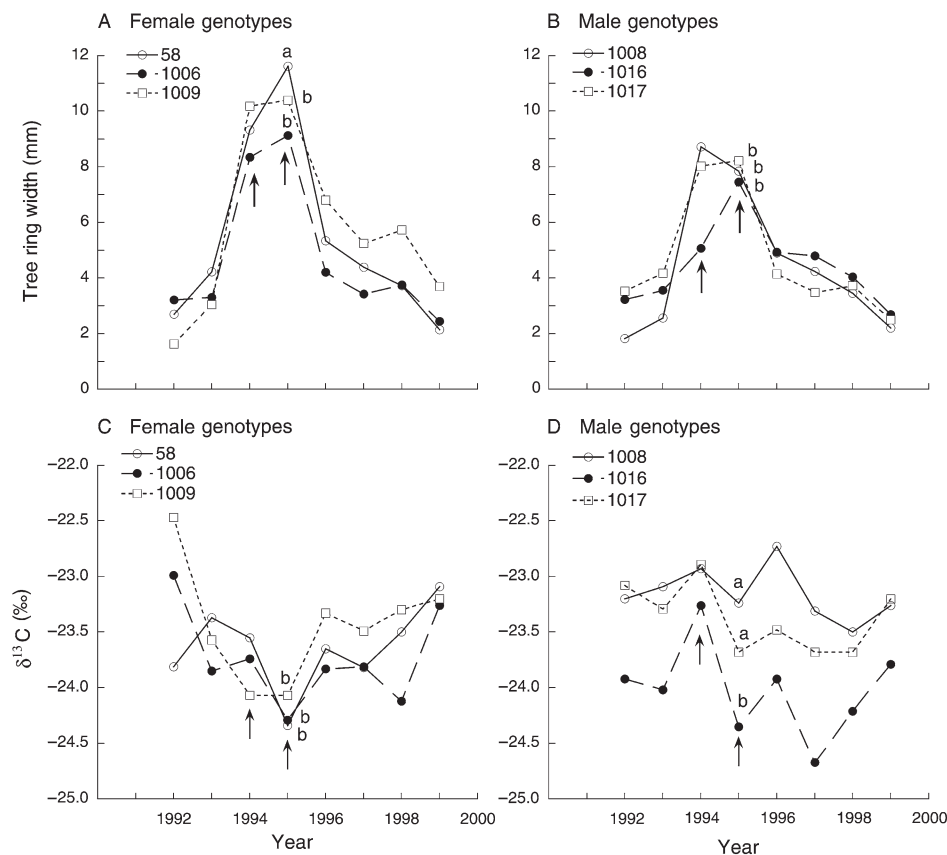 A Female genotypes
58
1006
1009
Tree ring width (mm)
12
10
8
6
4
2
0
a
b
b
B Male genotypes
1008
1016
1017
12
10
8
6
4
2
0
b
b
b
C Female genotypes
58
1006
1009
δ13C (‰)
−22.0
−22.5
−23.0
−23.5
−24.0
−24.5
−25.0
b
b
b
1992 1994 1996 1998 2000
Year
D Male genotypes
1008
1016
1017
−22.0
−22.5
−23.0
−23.5
−24.0
−24.5
−25.0
a
a
b
1992 1994 1996 1998 2000
Year